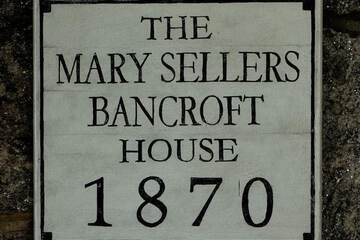 THE
MARY SELLERS
BANCROFT
HOUSE
1870